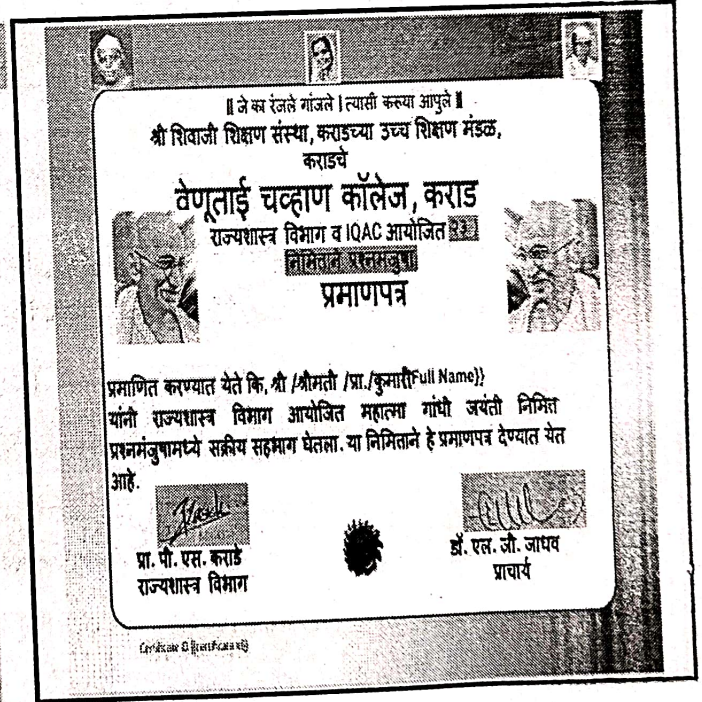 ॥ जे का रंजले गांजले । त्यासी करूया आपुले ॥
श्री शिवाजी शिक्षण संस्था, कराडच्या उच्च शिक्षण मंडळ,
कराडचे
वेणूताई चव्हाण कॉलेज, कराड
राज्यशास्त्र विभाग व IQAC आयोजित
निमिताने प्रश्नमंजुषा
प्रमाणपत्र
प्रमाणित करण्यात येते कि, श्री /श्रीमती /प्रा./कुमारीFull Name}}
यांनी राज्यशास्त्र विभाग आयोजित महात्मा गांधी जयंती निमित्त
प्रश्नमंजुषामध्ये सक्रीय सहभाग घेतला. या निमिताने हे प्रमाणपत्र देण्यात येत
आहे.
प्रा. पी. एस. कराडे
राज्यशास्त्र विभाग
डॉ. एल. जी. जाधव
प्राचार्य